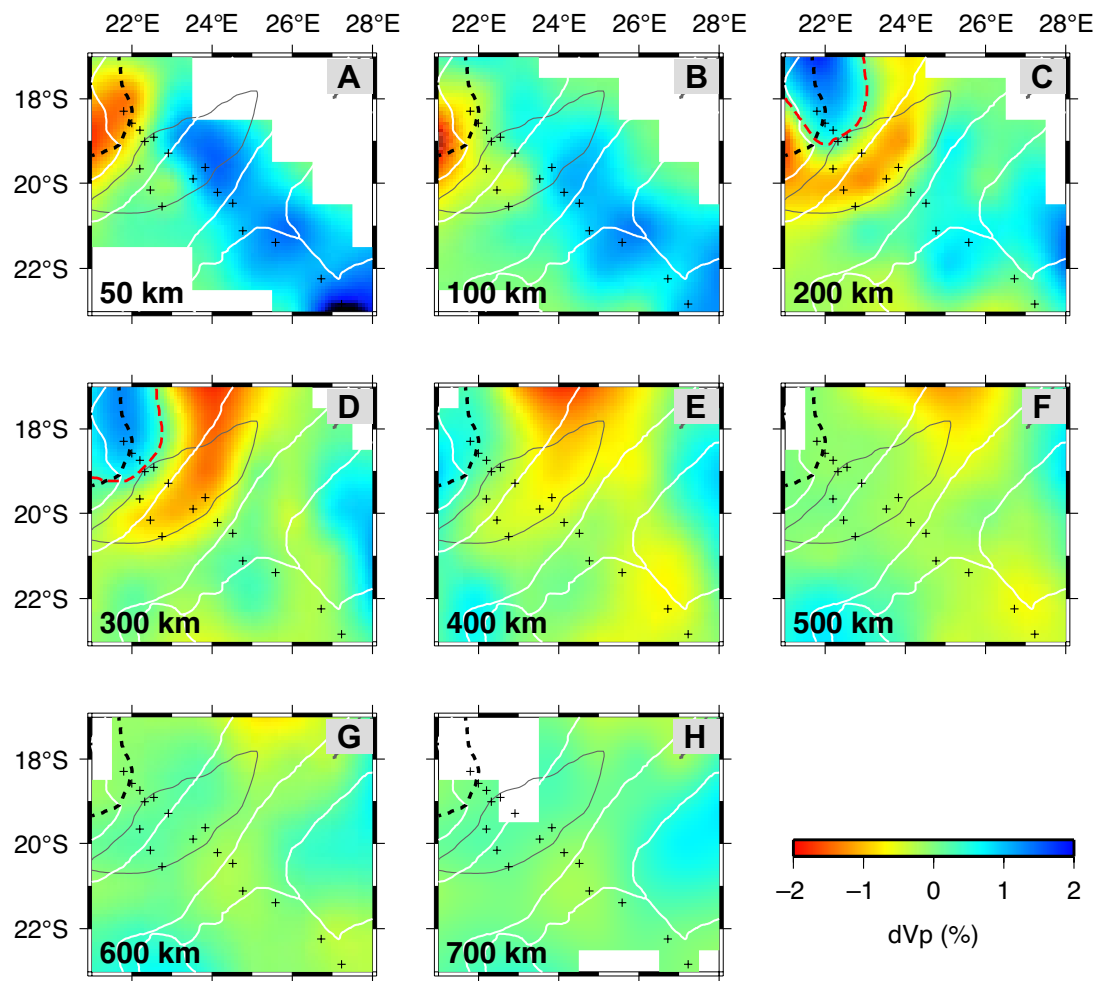 22°E 24°E 26°E 28°E 22°E 24°E 26°E 28°E 22°E 24°E 26°E 28°E
A B C
18°S
20°S
22°S
50 km 100 km 200 km
D E F
18°S
20°S
22°S
300 km 400 km 500 km
G H
18°S
20°S
22°S
600 km 700 km
−2 −1 0 1 2
dVp (%)